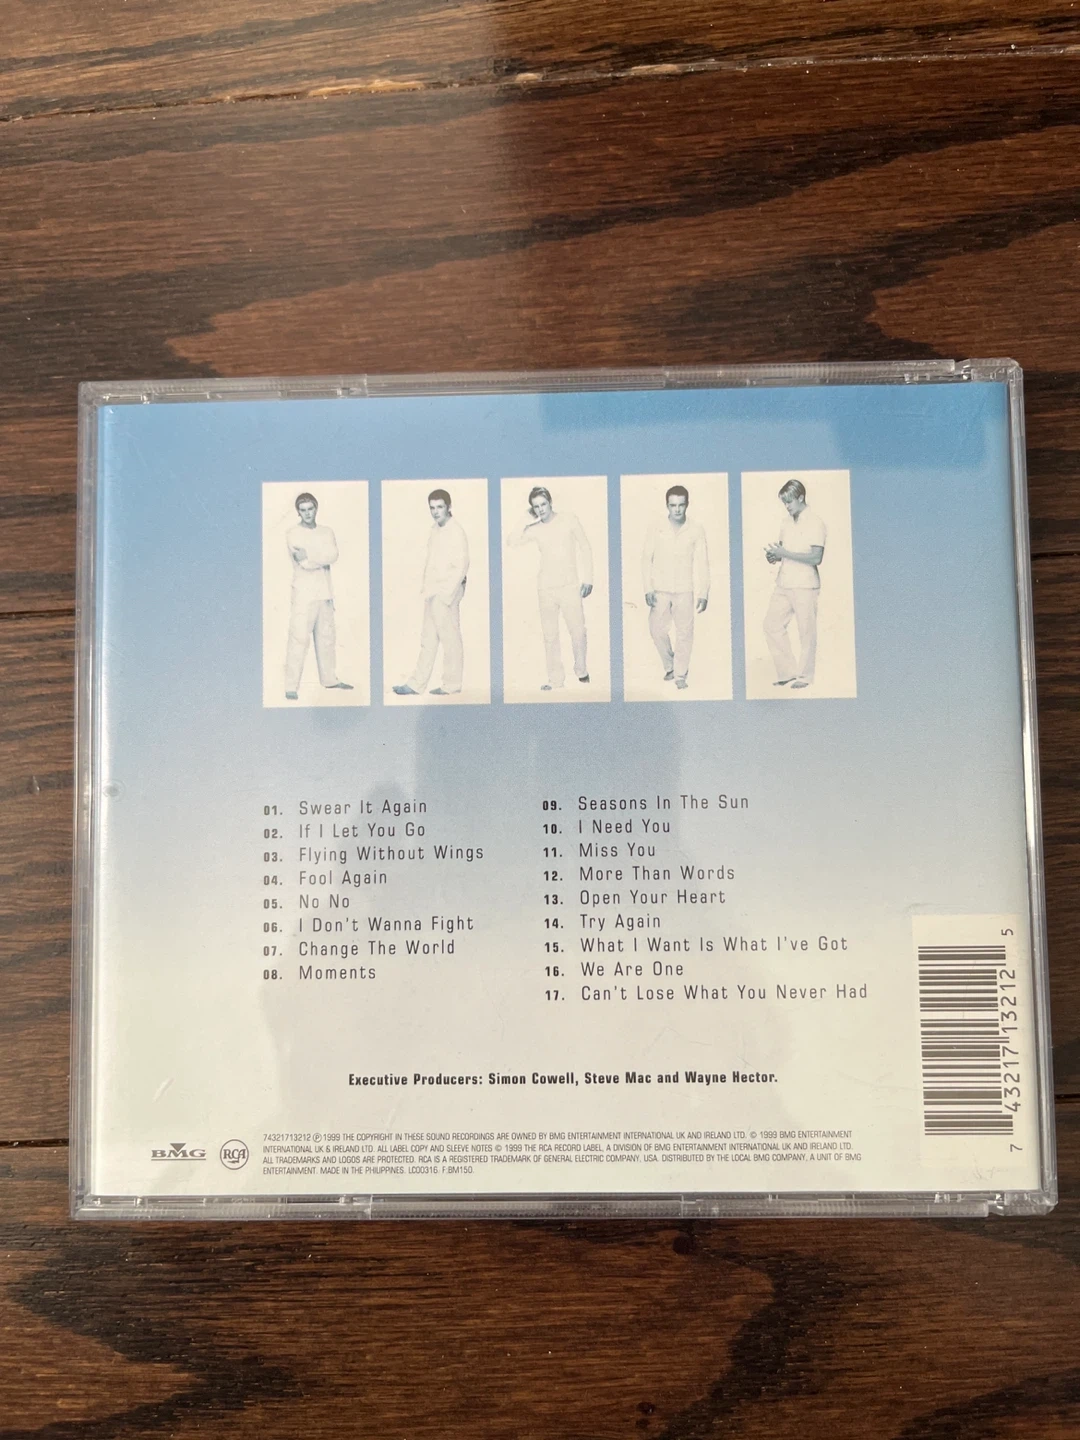 01. Swear It Again
02. If I Let You Go
03. Flying Without Wings
04. Fool Again
05. No No
06. I Don't Wanna Fight
07. Change The World
08. Moments
09. Seasons In The Sun
10. I Need You
11. Miss You
12. More Than Words
13. Open Your Heart
14. Try Again
15. What I Want Is What I've Got
16. We Are One
17. Can't Lose What You Never Had
Executive Producers: Simon Cowell, Steve Mac and Wayne Hector.
BMG
RCA
74321713212 ℗ 1999 THE COPYRIGHT IN THESE SOUND RECORDINGS ARE OWNED BY BMG ENTERTAINMENT INTERNATIONAL UK AND IRELAND LTD. © 1999 BMG ENTERTAINMENT
INTERNATIONAL UK & IRELAND LTD. ALL LABEL COPY AND SLEEVE NOTES © 1999 THE RCA RECORD LABEL, A DIVISION OF BMG ENTERTAINMENT INTERNATIONAL UK AND IRELAND LTD.
ALL TRADEMARKS AND LOGOS ARE PROTECTED. RCA IS A REGISTERED TRADEMARK OF GENERAL ELECTRIC COMPANY, USA. DISTRIBUTED BY THE LOCAL BMG COMPANY, A UNIT OF BMG
ENTERTAINMENT. MADE IN THE PHILIPPINES. LC00316. F:BM150.
7 43217 13212 5